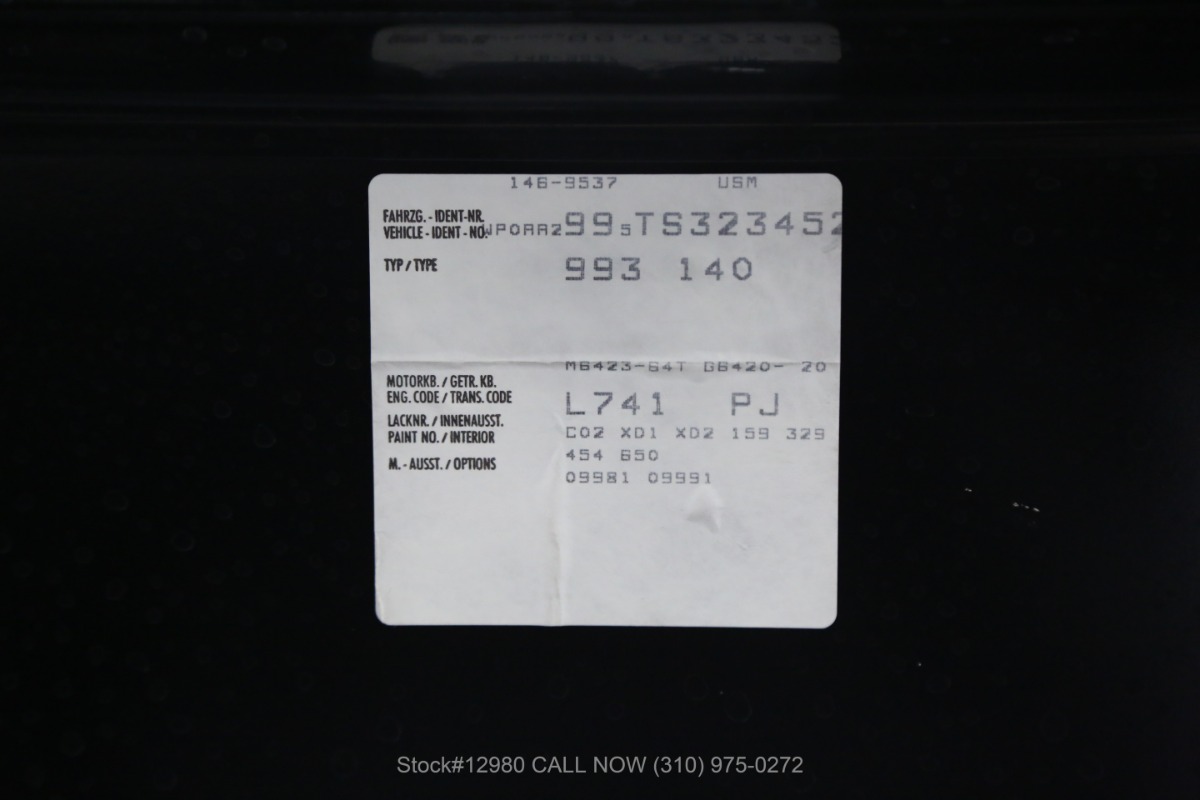 146-9537 USM
FAHRZG. - IDENT-NR.
VEHICLE - IDENT - NO. WP0AA299 5TS323452
TYP / TYPE 993 140
M6423-64T G6420- 20
MOTORKB. / GETR. KB.
ENG. CODE / TRANS. CODE
L741 PJ
LACKNR. / INNENAUSST.
PAINT NO. / INTERIOR
C02 XD1 XD2 159 329
454 650
M. - AUSST. / OPTIONS
09981 09991
Stock#12980 CALL NOW (310) 975-0272